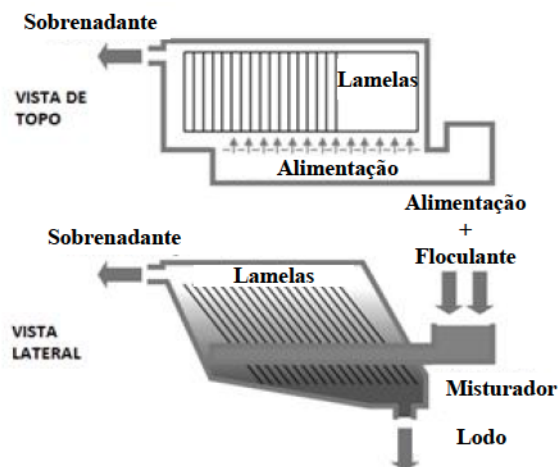 Sobrenadante
Lamelas
VISTA DE
TOPO
Alimentação
Alimentação
+
Floculante
Sobrenadante
Lamelas
VISTA
LATERAL
Misturador
Lodo